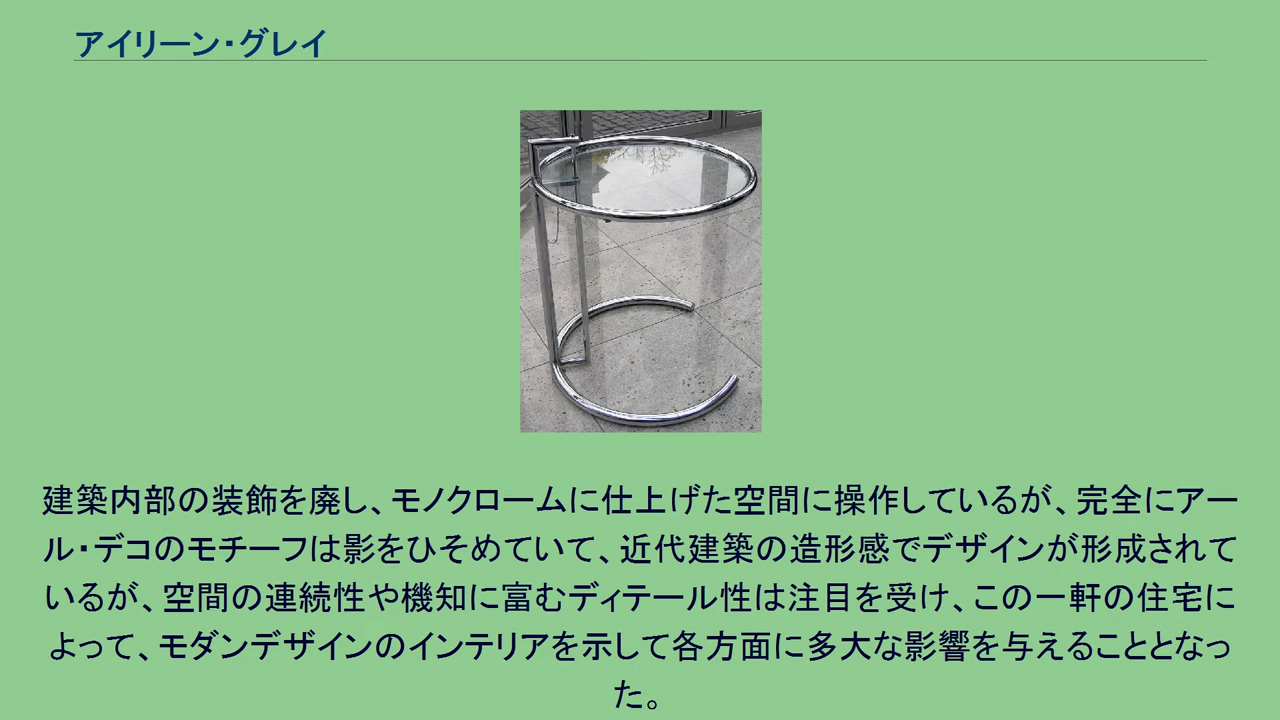 アイリーン・グレイ
建築内部の装飾を廃し、モノクロームに仕上げた空間に操作しているが、完全にアー
ル・デコのモチーフは影をひそめていて、近代建築の造形感でデザインが形成されて
いるが、空間の連続性や機知に富むディテール性は注目を受け、この一軒の住宅に
よって、モダンデザインのインテリアを示して各方面に多大な影響を与えることとなっ
た。